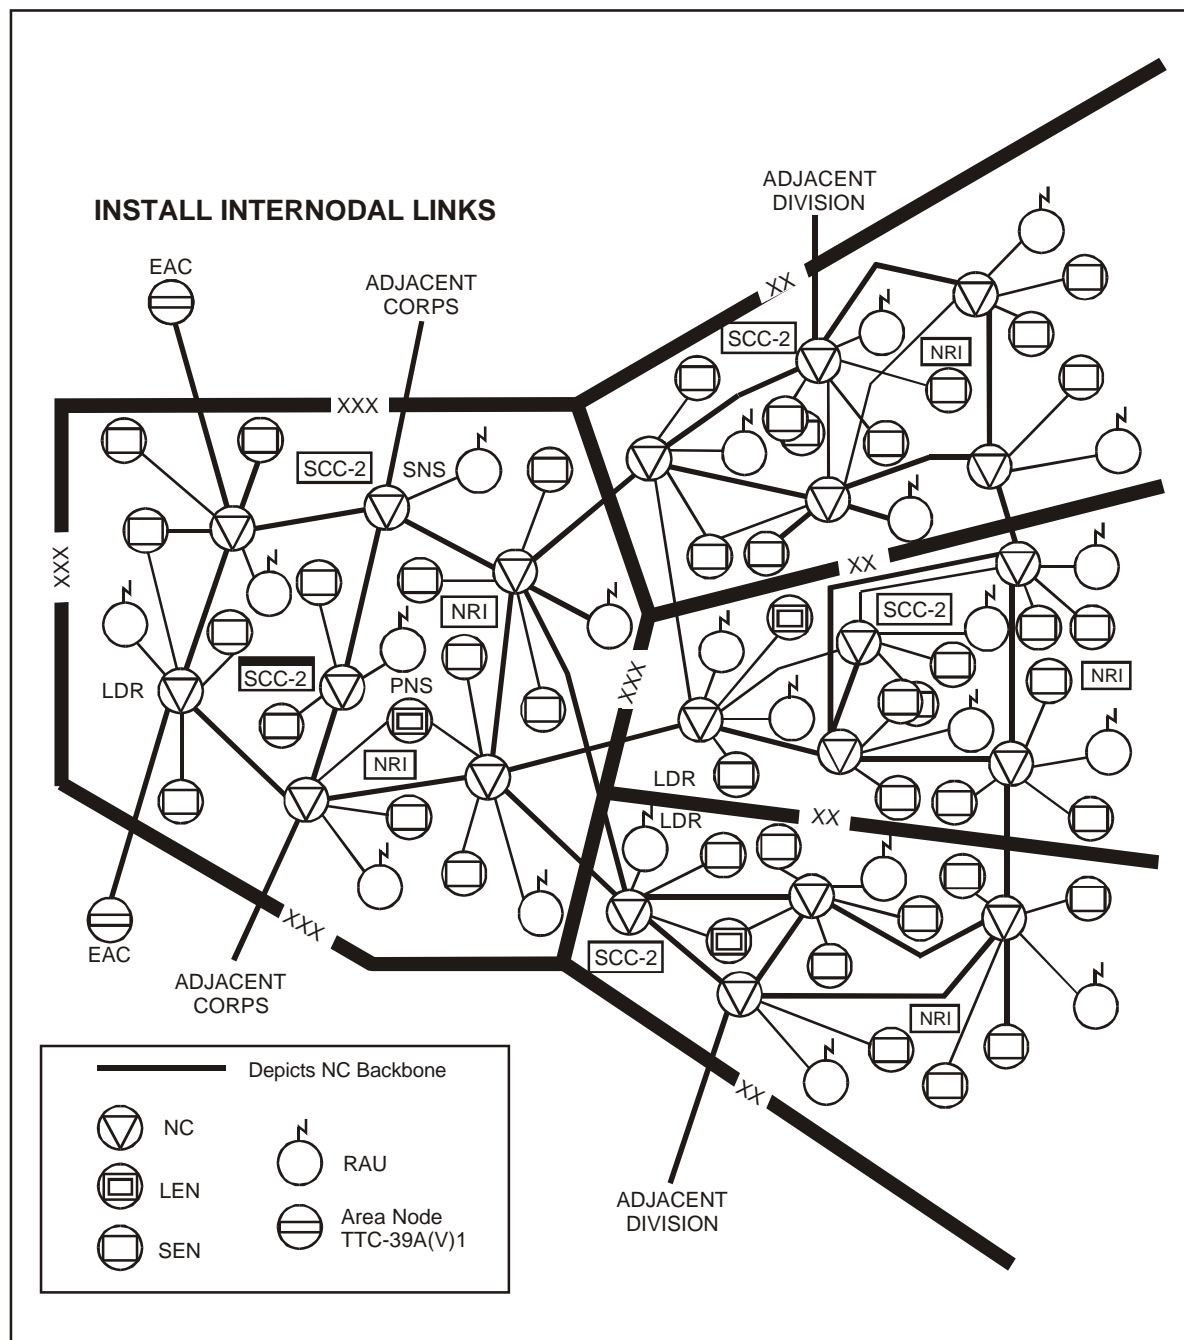 INSTALL INTERNODAL LINKS
EAC
ADJACENT
CORPS
ADJACENT
DIVISION
XX
SCC-2
NRI
XXX
SCC-2
SNS
XXX
NRI
XX
SCC-2
LDR
SCC-2
PNS
XXX
NRI
NRI
LDR
LDR
XX
XXX
EAC
ADJACENT
CORPS
SCC-2
NRI
XX
ADJACENT
DIVISION
Depicts NC Backbone
NC
LEN
SEN
RAU
Area Node
TTC-39A(V)1